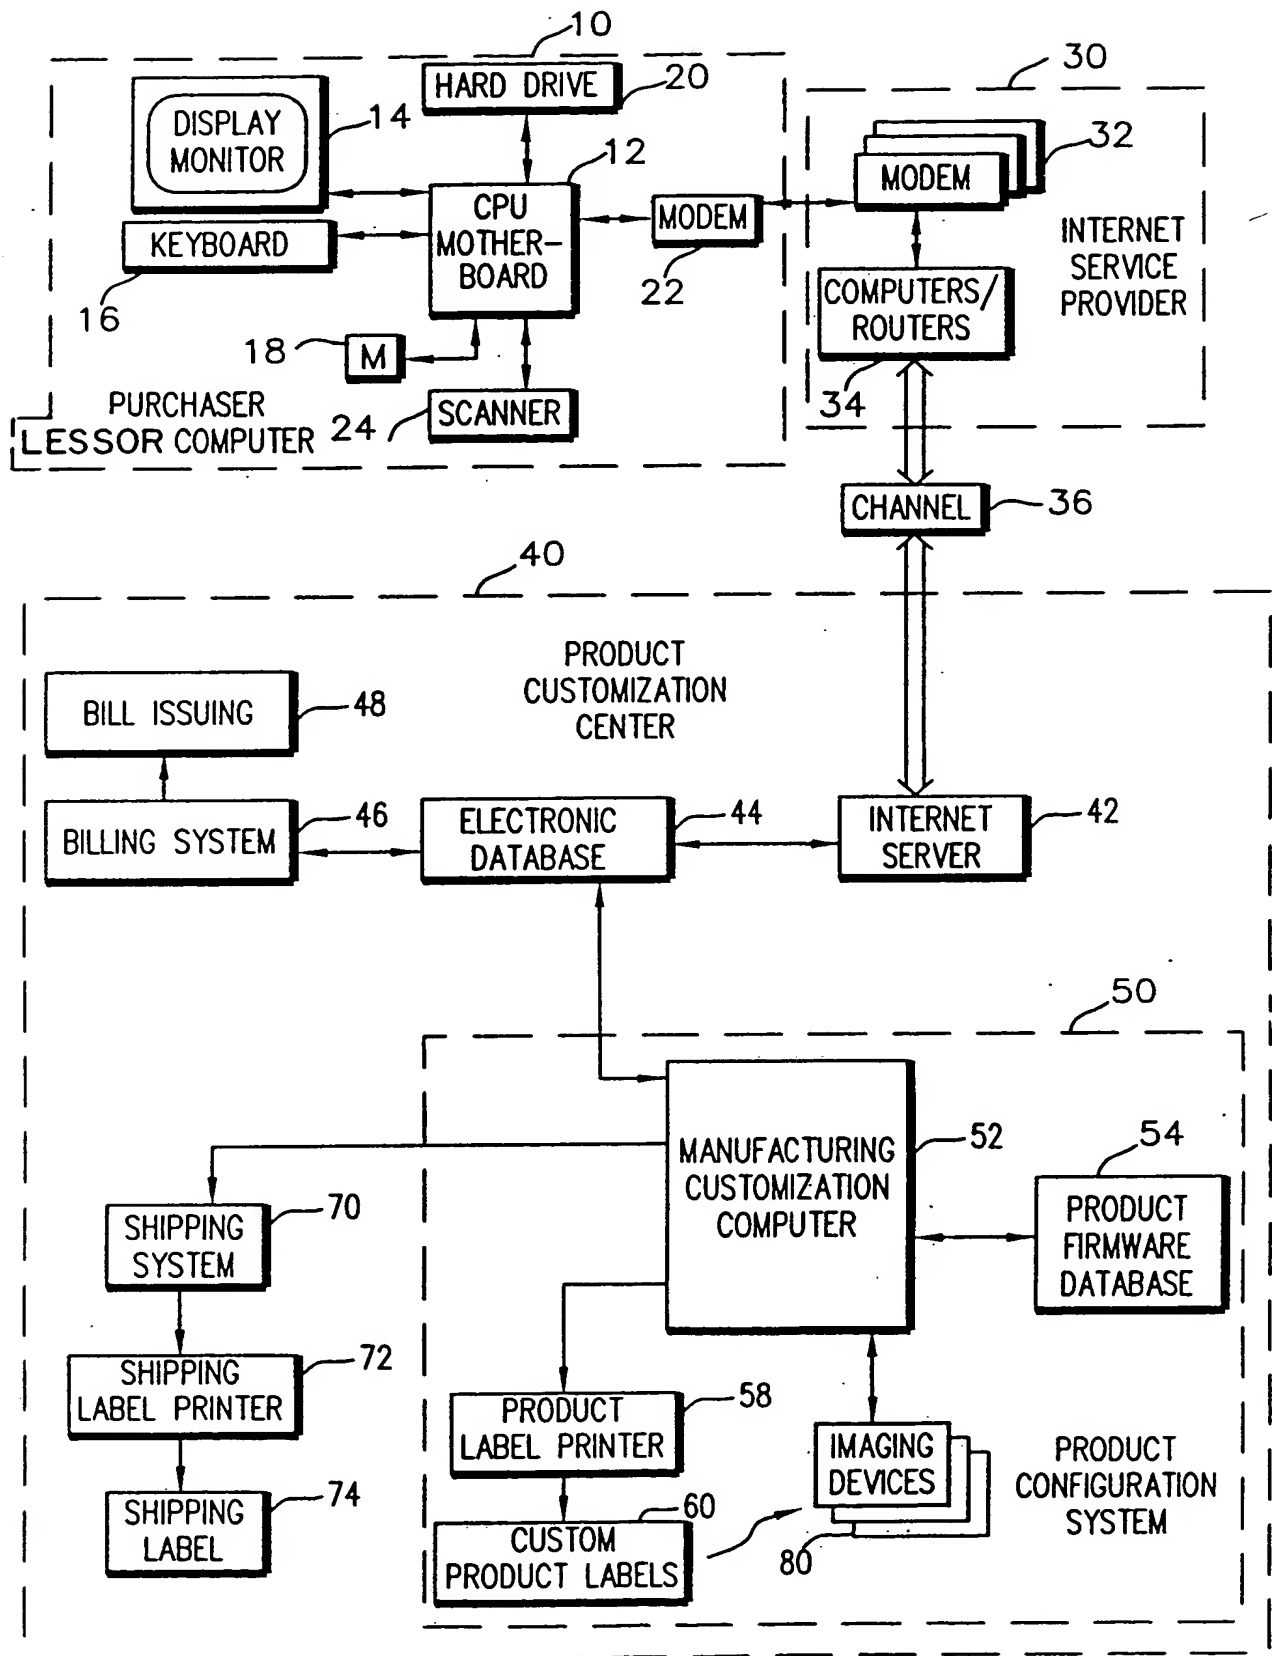 10
HARD DRIVE
20
DISPLAY
MONITOR
14
12
CPU
MOTHER-
BOARD
KEYBOARD
16
MODEM
22
18
M
24
SCANNER
PURCHASER
LESSOR COMPUTER
30
32
MODEM
INTERNET
SERVICE
PROVIDER
COMPUTERS/
ROUTERS
34
CHANNEL
36
40
PRODUCT
CUSTOMIZATION
CENTER
BILL ISSUING
48
BILLING SYSTEM
46
ELECTRONIC
DATABASE
44
INTERNET
SERVER
42
50
MANUFACTURING
CUSTOMIZATION
COMPUTER
52
54
PRODUCT
FIRMWARE
DATABASE
SHIPPING
SYSTEM
70
SHIPPING
LABEL PRINTER
72
SHIPPING
LABEL
74
PRODUCT
LABEL PRINTER
58
60
CUSTOM
PRODUCT LABELS
IMAGING
DEVICES
80
PRODUCT
CONFIGURATION
SYSTEM